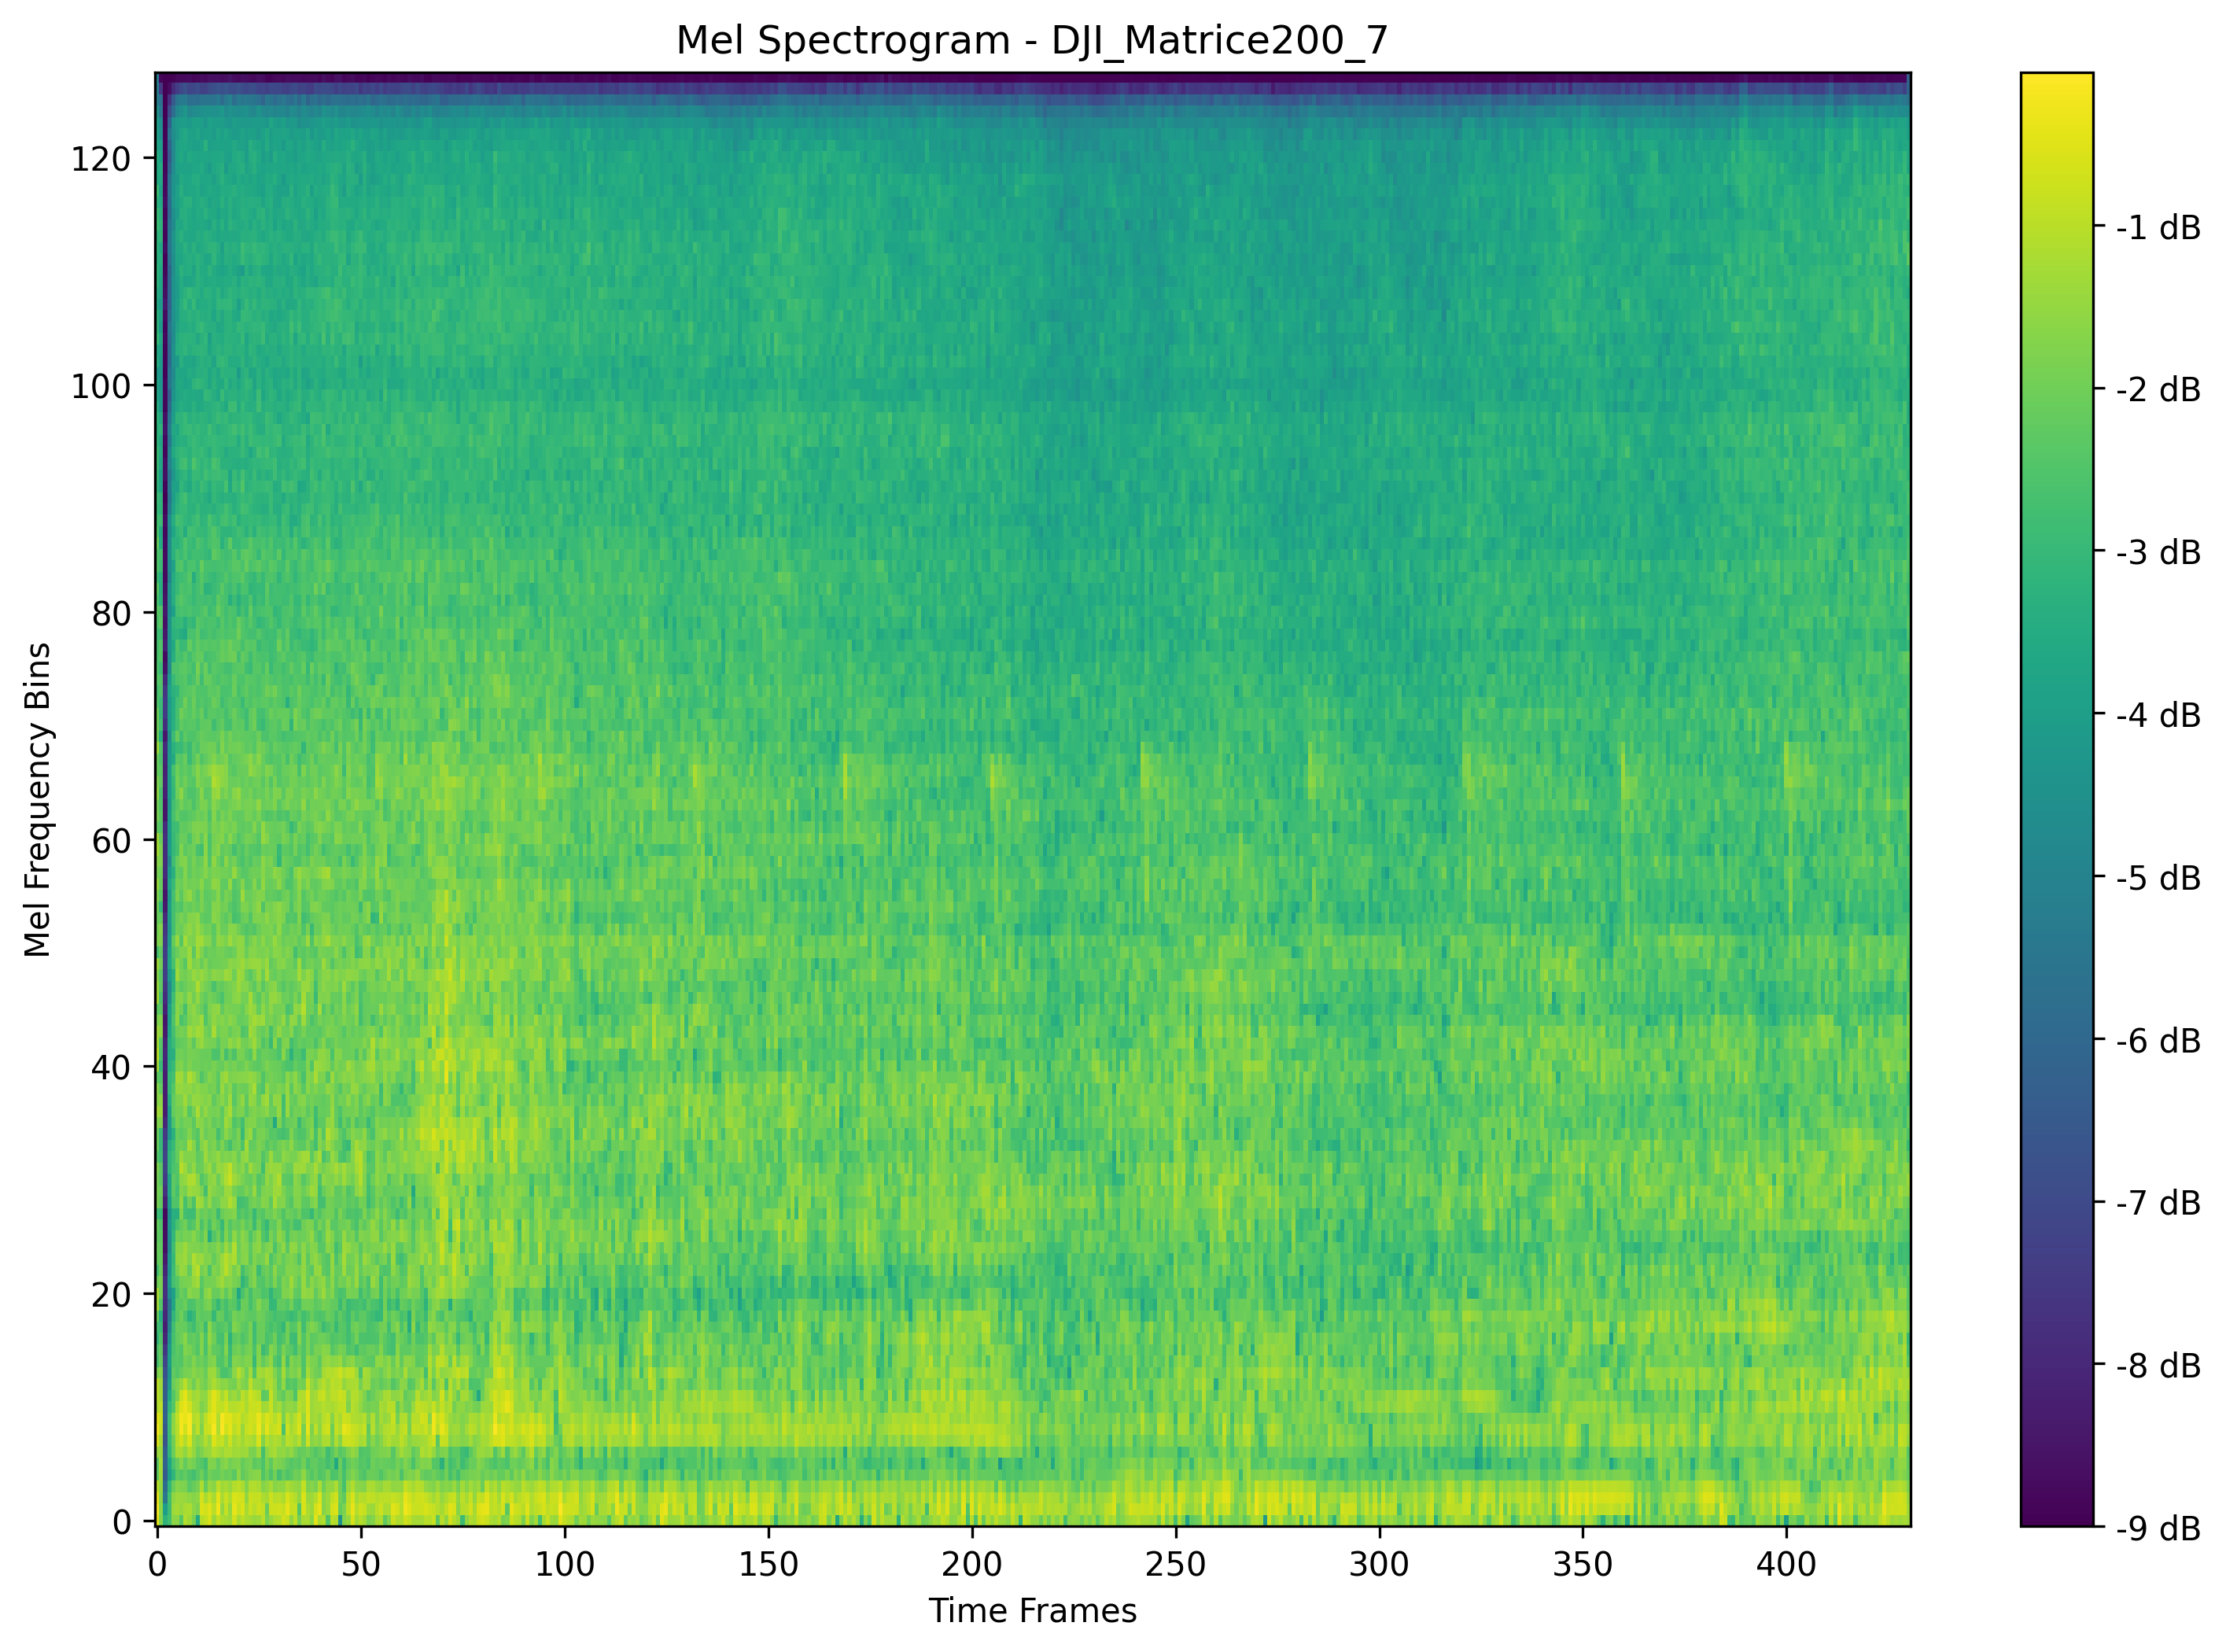 Mel Spectrogram - DJI_Matrice200_7
Mel Frequency Bins
120
100
80
60
40
20
0
0 50 100 150 200 250 300 350 400
Time Frames
-1 dB
-2 dB
-3 dB
-4 dB
-5 dB
-6 dB
-7 dB
-8 dB
-9 dB